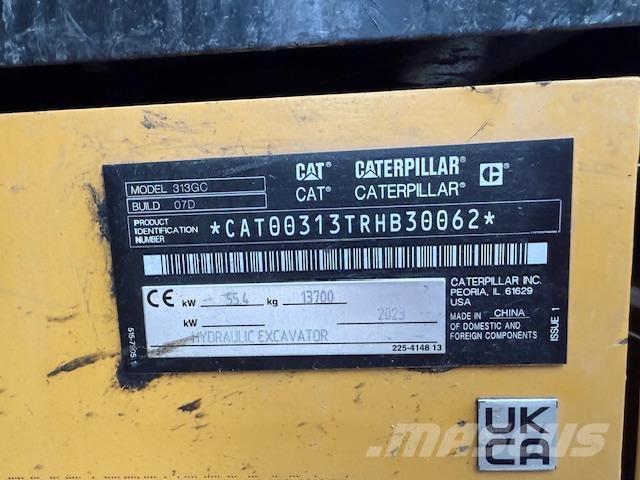 CAT CATERPILLAR
CAT® CATERPILLAR®
MODEL 313GC
BUILD 07D
PRODUCT IDENTIFICATION NUMBER *CAT00313TRHB30062*
CE kW 55.4 kg 13700
kW 2023
HYDRAULIC EXCAVATOR
225-4148 13
CATERPILLAR INC.
PEORIA, IL 61629
USA
MADE IN CHINA
OF DOMESTIC AND
FOREIGN COMPONENTS
ISSUE 1
UK
CA
MASCUS